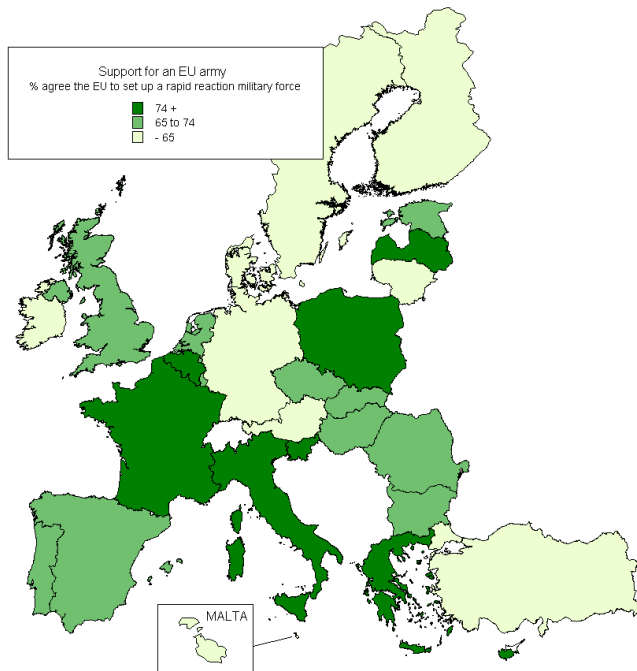 Support for an EU army
% agree the EU to set up a rapid reaction military force
74 +
65 to 74
- 65
MALTA